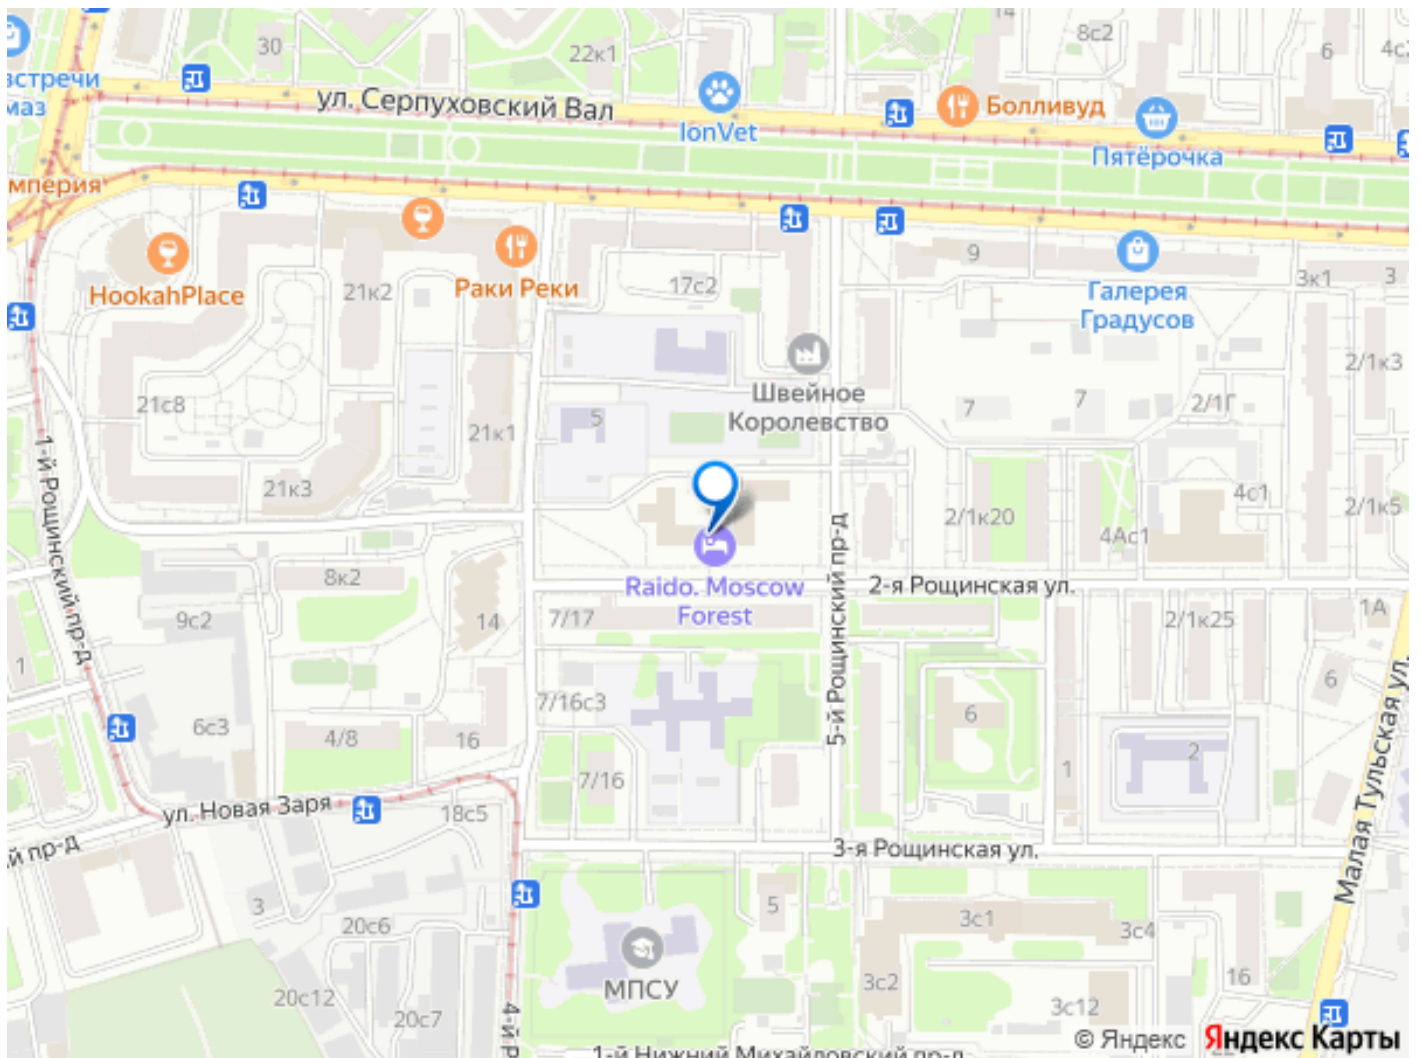 14
8с2
30
22к1
6
4с2
встречи
маз
ул. Серпуховский Вал
IonVet
Болливуд
Пятёрочка
мперия
9
HookahPlace
21к2
Раки Реки
17с2
Галерея
Градусов
3к1
3
2/1к3
Швейное
Королевство
21с8
21к1
5
7
7
2/1Г
1-й Рощинский пр-д
21к3
4с1
2/1к20
4Ас1
2/1к5
5-й Рощинский пр-д
8к2
Raido. Moscow
Forest
2-я Рощинская ул.
9с2
14
7/17
2/1к25
1А
1
6
7/16с3
6
6с3
4/8
16
2
Малая Тульская ул.
7/16
1
ул. Новая Заря
18с5
й пр-д
3-я Рощинская ул.
3
20с6
5
3с1
3с4
МПСУ
3с2
16
20с12
20с7
3с12
4-й Р
1-й Нижний Михайловский пр-д
© Яндекс Яндекс Карты